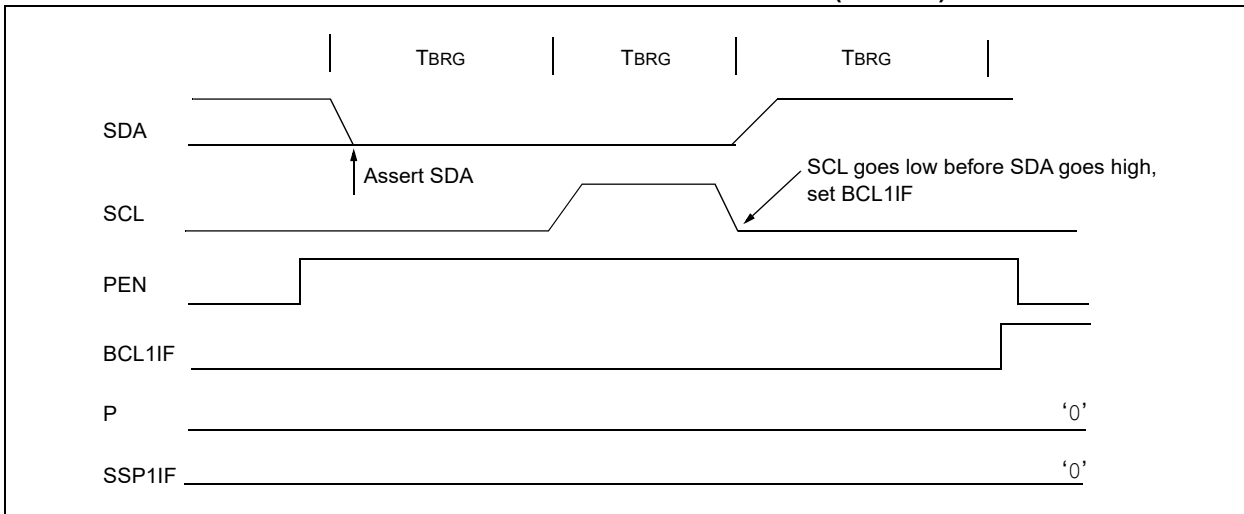 TBRG TBRG TBRG
SDA
Assert SDA
SCL goes low before SDA goes high,
set BCL1IF
SCL
PEN
BCL1IF
P '0'
SSP1IF '0'